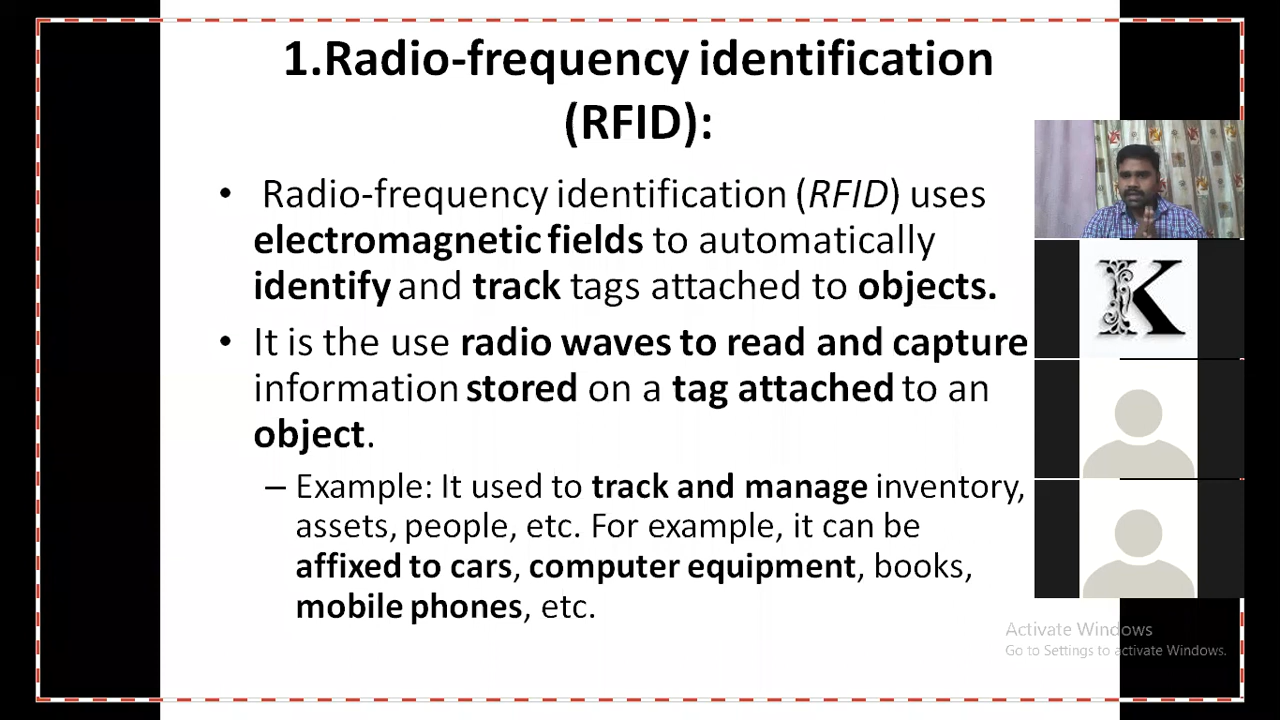 1.Radio-frequency identification
(RFID):
• Radio-frequency identification (RFID) uses
electromagnetic fields to automatically
identify and track tags attached to objects.
• It is the use radio waves to read and capture
information stored on a tag attached to an
object.
– Example: It used to track and manage inventory,
assets, people, etc. For example, it can be
affixed to cars, computer equipment, books,
mobile phones, etc.
K
Activate Windows
Go to Settings to activate Windows.